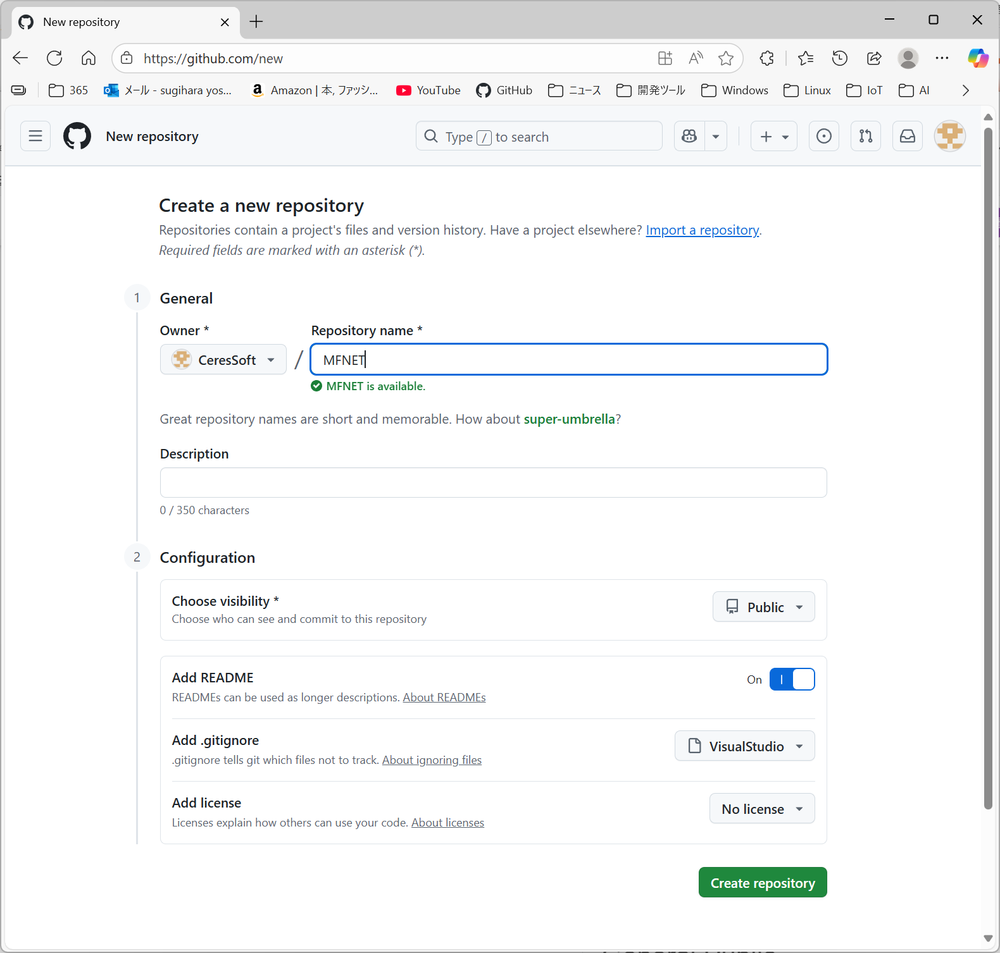 New repository
https://github.com/new
365
メール - sugihara yos...
Amazon | 本, ファッシ...
YouTube
GitHub
ニュース
開発ツール
Windows
Linux
IoT
AI
New repository
Type / to search
Create a new repository
Repositories contain a project's files and version history. Have a project elsewhere? Import a repository.
Required fields are marked with an asterisk (*).
1
General
Owner *
Repository name *
CeresSoft
/
MFNET
MFNET is available.
Great repository names are short and memorable. How about super-umbrella?
Description
0 / 350 characters
2
Configuration
Choose visibility *
Choose who can see and commit to this repository
Public
Add README
READMEs can be used as longer descriptions. About READMEs
On
Add .gitignore
.gitignore tells git which files not to track. About ignoring files
VisualStudio
Add license
Licenses explain how others can use your code. About licenses
No license
Create repository